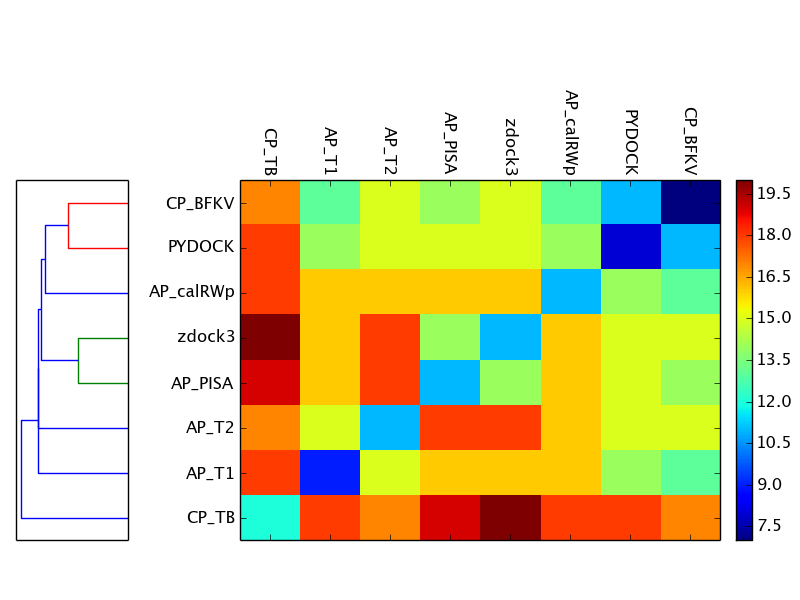 CP_TB
AP_T1
AP_T2
AP_PISA
zdock3
AP_calRWp
PYDOCK
CP_BFKV
CP_BFKV
PYDOCK
AP_calRWp
zdock3
AP_PISA
AP_T2
AP_T1
CP_TB
19.5
18.0
16.5
15.0
13.5
12.0
10.5
9.0
7.5